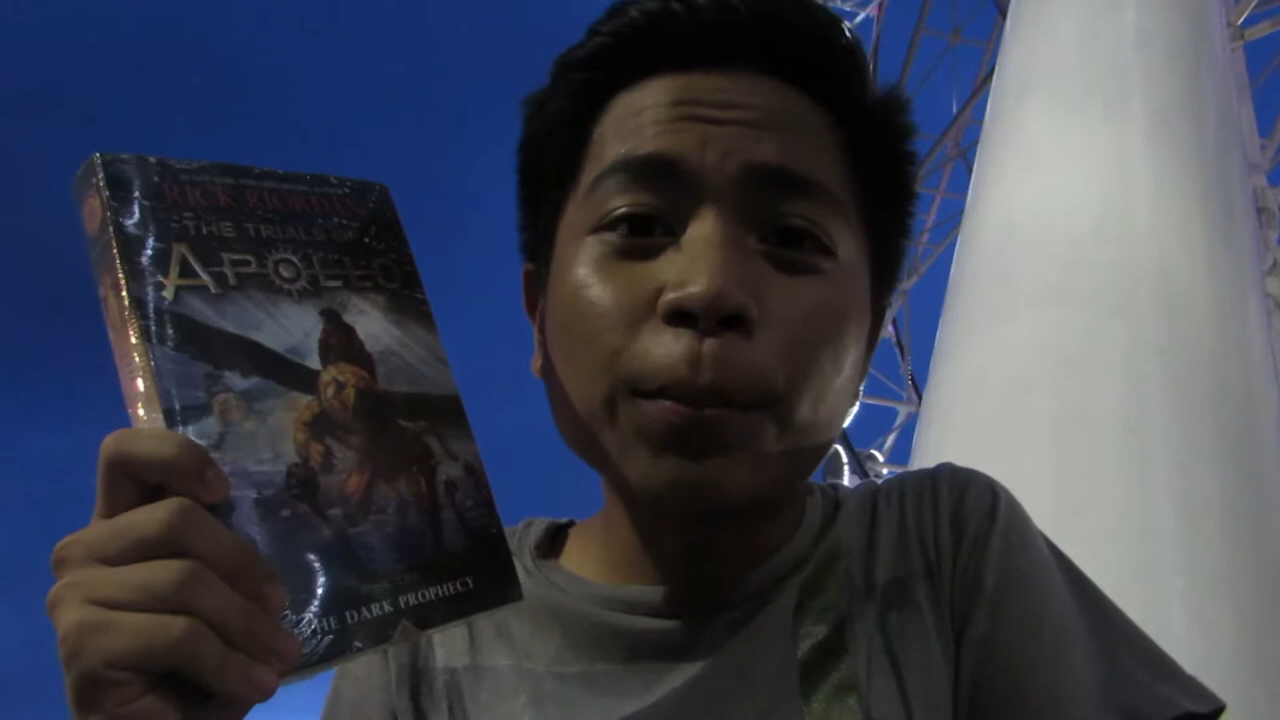 RICK RIORDAN
THE TRIALS OF
APOLLO
THE DARK PROPHECY